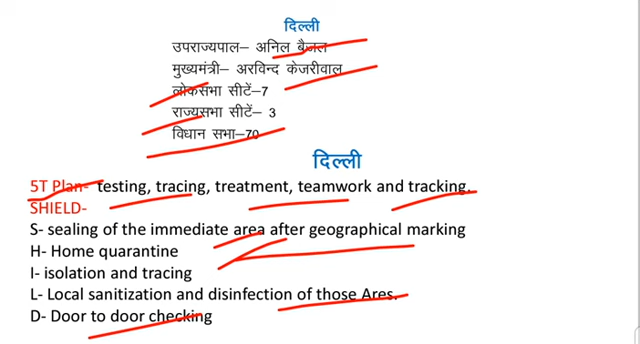 दिल्ली
उपराज्यपाल– अनिल बैजल
मुख्यमंत्री– अरविन्द केजरीवाल
लोकसभा सीटें–7
राज्यसभा सीटें– 3
विधान सभा–70
दिल्ली
5T Plan- testing, tracing, treatment, teamwork and tracking.
SHIELD-
S- sealing of the immediate area after geographical marking
H- Home quarantine
I- isolation and tracing
L- Local sanitization and disinfection of those Ares.
D- Door to door checking